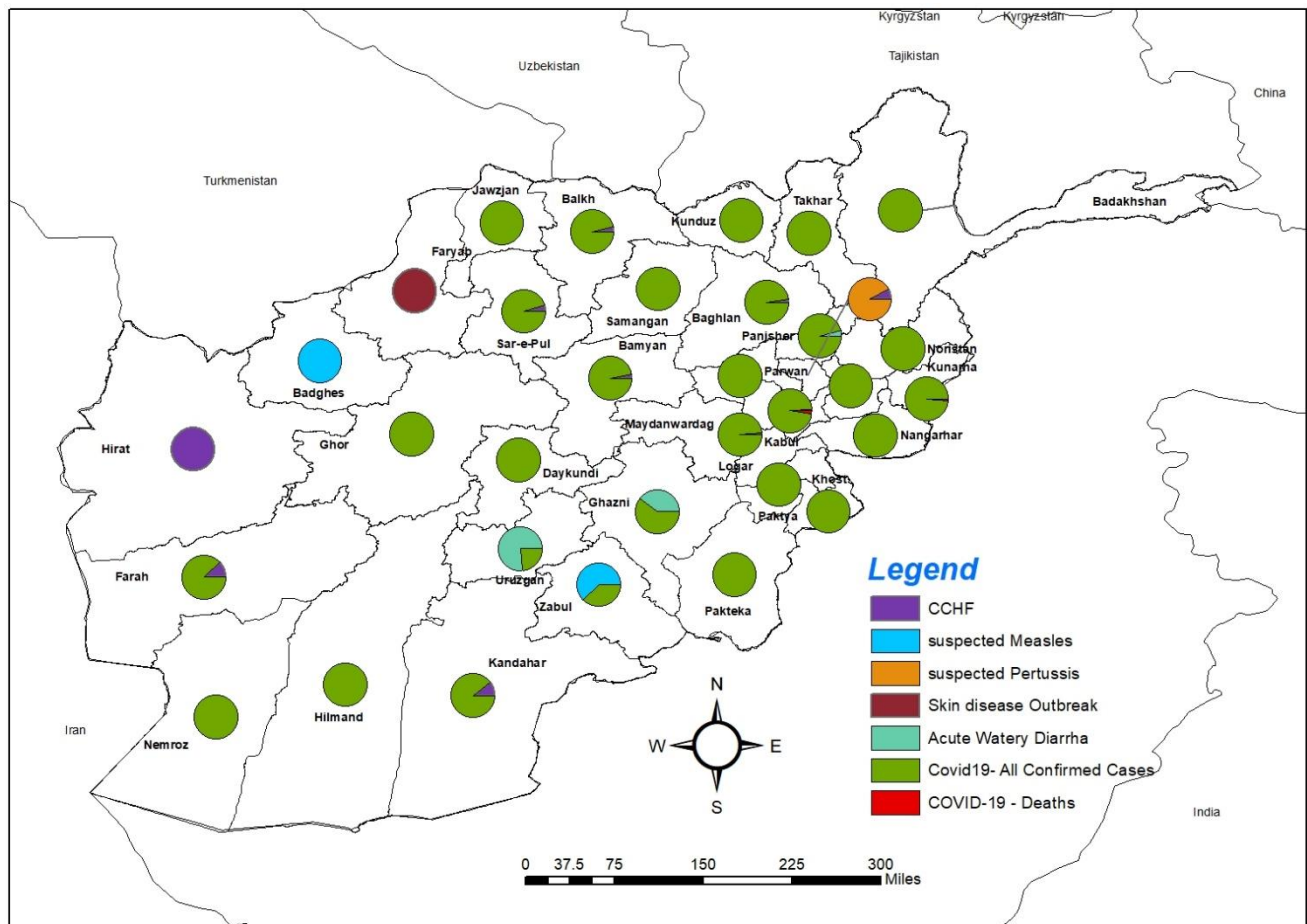 Kyrgyzstan
Kyrgyzstan
Tajikistan
Uzbekistan
China
Turkmenistan
Jawzjan
Balkh
Kunduz
Takhar
Badakhshan
Faryab
Samangan
Baghlan
Sar-e-Pul
Panjsher
Bamyan
Noristan
Kunama
Parwan
Badghes
Maydanwardag
Kabul
Nangarhar
Hirat
Ghor
Logar
Daykundi
Khost
Ghazni
Paktya
Farah
Uruzgan
Zabul
Pakteka
Kandahar
Hilmand
Nemroz
Iran
India
N
W
E
S
Legend
CCHF
suspected Measles
suspected Pertussis
Skin disease Outbreak
Acute Watery Diarrha
Covid19- All Confirmed Cases
COVID-19 - Deaths
0 37.5 75 150 225 300
Miles